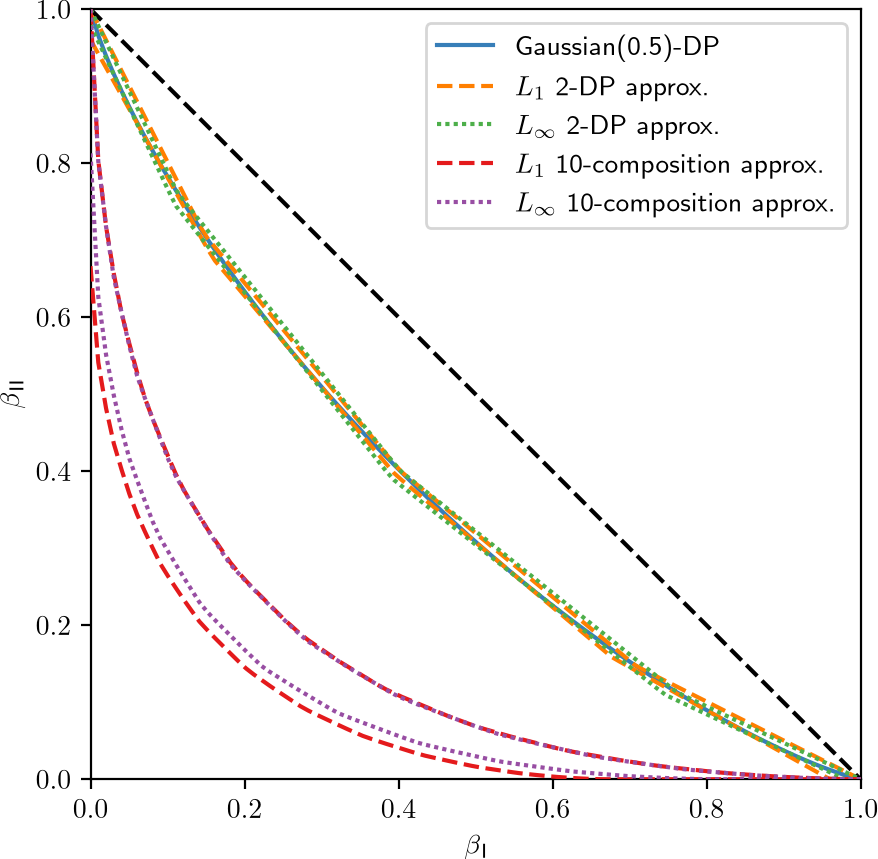 1.0
0.8
0.6
0.4
0.2
0.0
βII
Gaussian(0.5)-DP
L1 2-DP approx.
L∞ 2-DP approx.
L1 10-composition approx.
L∞ 10-composition approx.
0.0 0.2 0.4 0.6 0.8 1.0
βI